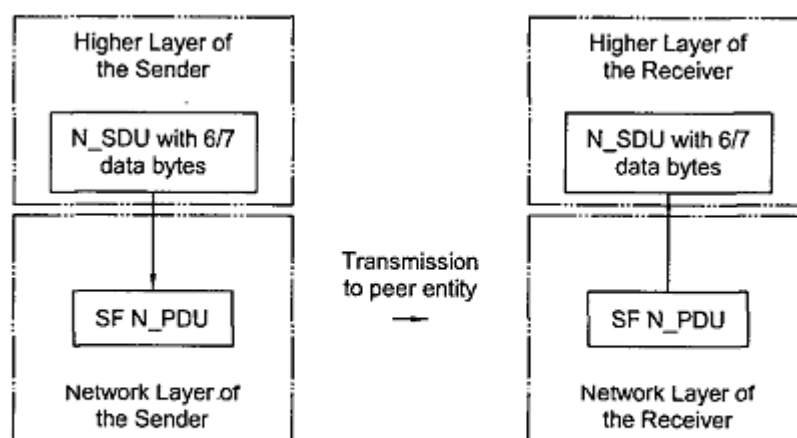 Higher Layer of
the Sender
N_SDU with 6/7
data bytes
SF N_PDU
Network Layer of
the Sender
Transmission
to peer entity
Higher Layer of
the Receiver
N_SDU with 6/7
data bytes
SF N_PDU
Network Layer of
the Receiver